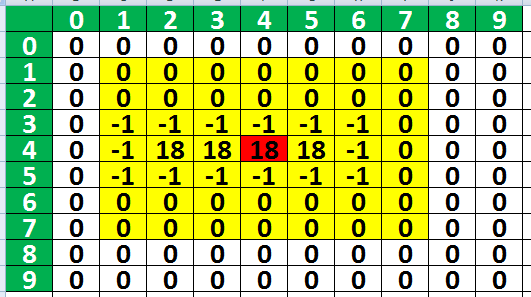 0 1 2 3 4 5 6 7 8 9
0 0 0 0 0 0 0 0 0 0 0
1 0 0 0 0 0 0 0 0 0 0
2 0 0 0 0 0 0 0 0 0 0
3 0 -1 -1 -1 -1 -1 -1 0 0 0
4 0 -1 18 18 18 18 -1 0 0 0
5 0 -1 -1 -1 -1 -1 -1 0 0 0
6 0 0 0 0 0 0 0 0 0 0
7 0 0 0 0 0 0 0 0 0 0
8 0 0 0 0 0 0 0 0 0 0
9 0 0 0 0 0 0 0 0 0 0